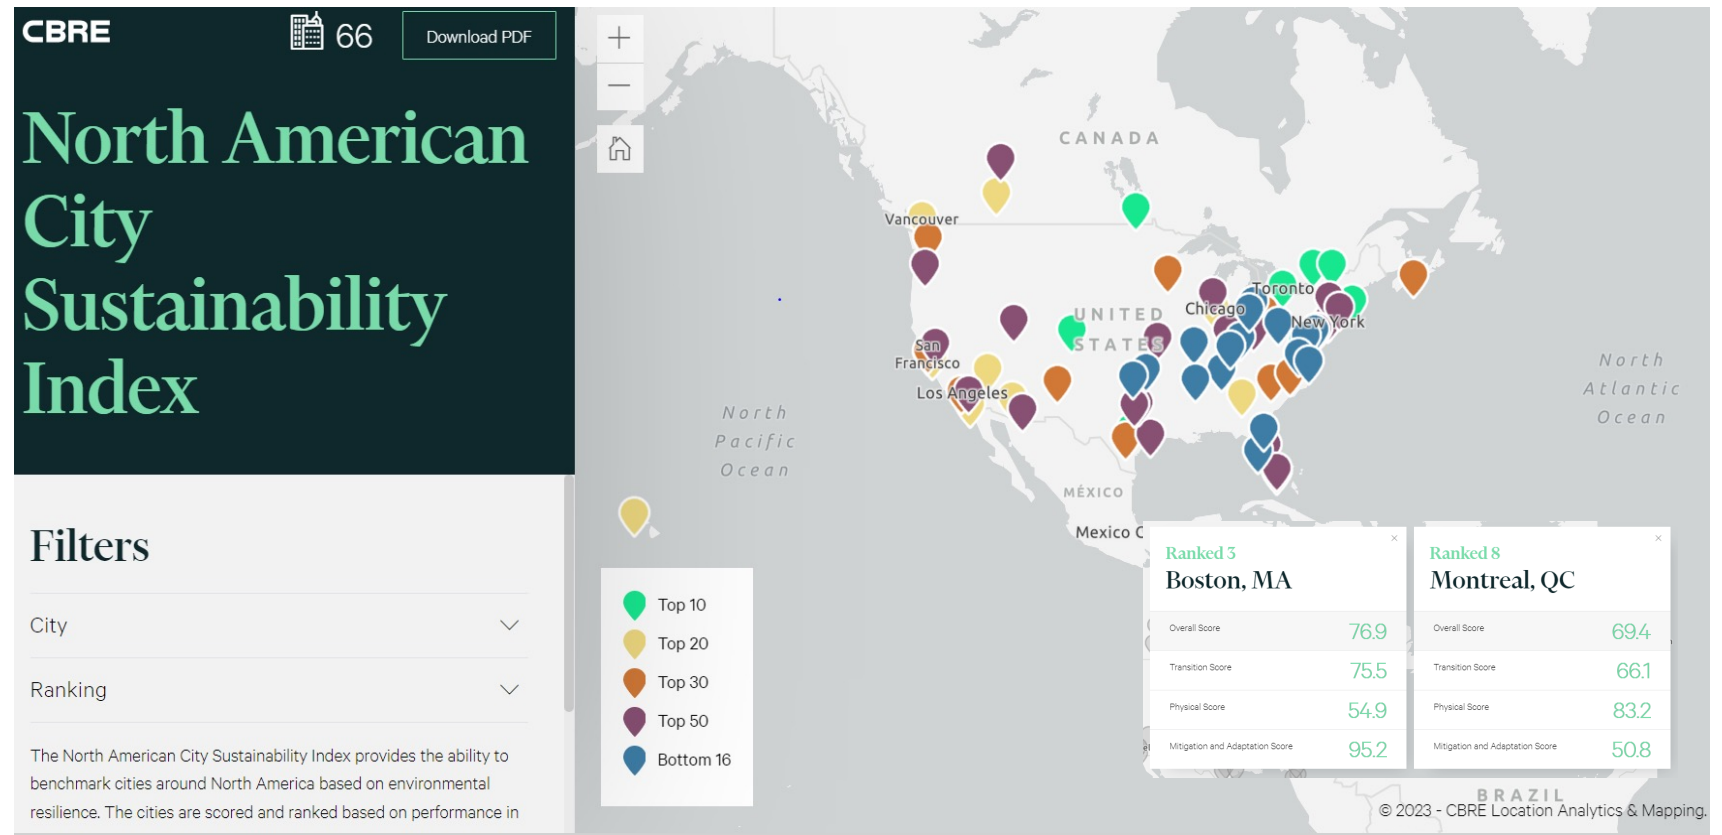 CBRE
66
Download PDF
North American
City
Sustainability
Index
Filters
City
Ranking
The North American City Sustainability Index provides the ability to
benchmark cities around North America based on environmental
resilience. The cities are scored and ranked based on performance in
CANADA
Vancouver
Toronto
Chicago
UNITED
STATES
New York
San
Francisco
Los Angeles
North
Pacific
Ocean
North
Atlantic
Ocean
MÉXICO
Mexico C
Top 10
Top 20
Top 30
Top 50
Bottom 16
Ranked 3
Boston, MA
Overall Score 76.9
Transition Score 75.5
Physical Score 54.9
Mitigation and Adaptation Score 95.2
Ranked 8
Montreal, QC
Overall Score 69.4
Transition Score 66.1
Physical Score 83.2
Mitigation and Adaptation Score 50.8
BRAZIL
© 2023 - CBRE Location Analytics & Mapping.